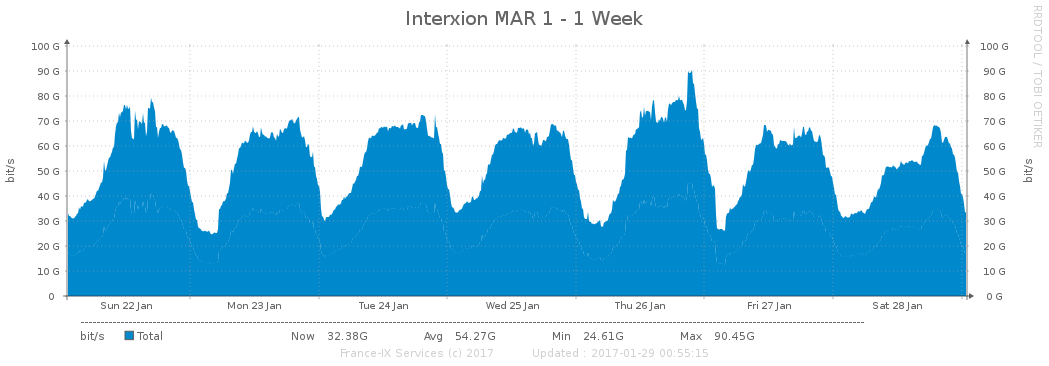 Interxion MAR 1 - 1 Week
RRDTOOL / TOBI OETIKER
bit/s
100 G
90 G
80 G
70 G
60 G
50 G
40 G
30 G
20 G
10 G
0
100 G
90 G
80 G
70 G
60 G
50 G
40 G
30 G
20 G
10 G
0 G
bit/s
Sun 22 Jan Mon 23 Jan Tue 24 Jan Wed 25 Jan Thu 26 Jan Fri 27 Jan Sat 28 Jan
bit/s Total Now 32.38G Avg 54.27G Min 24.61G Max 90.45G
France-IX Services (c) 2017 Updated : 2017-01-29 00:55:15